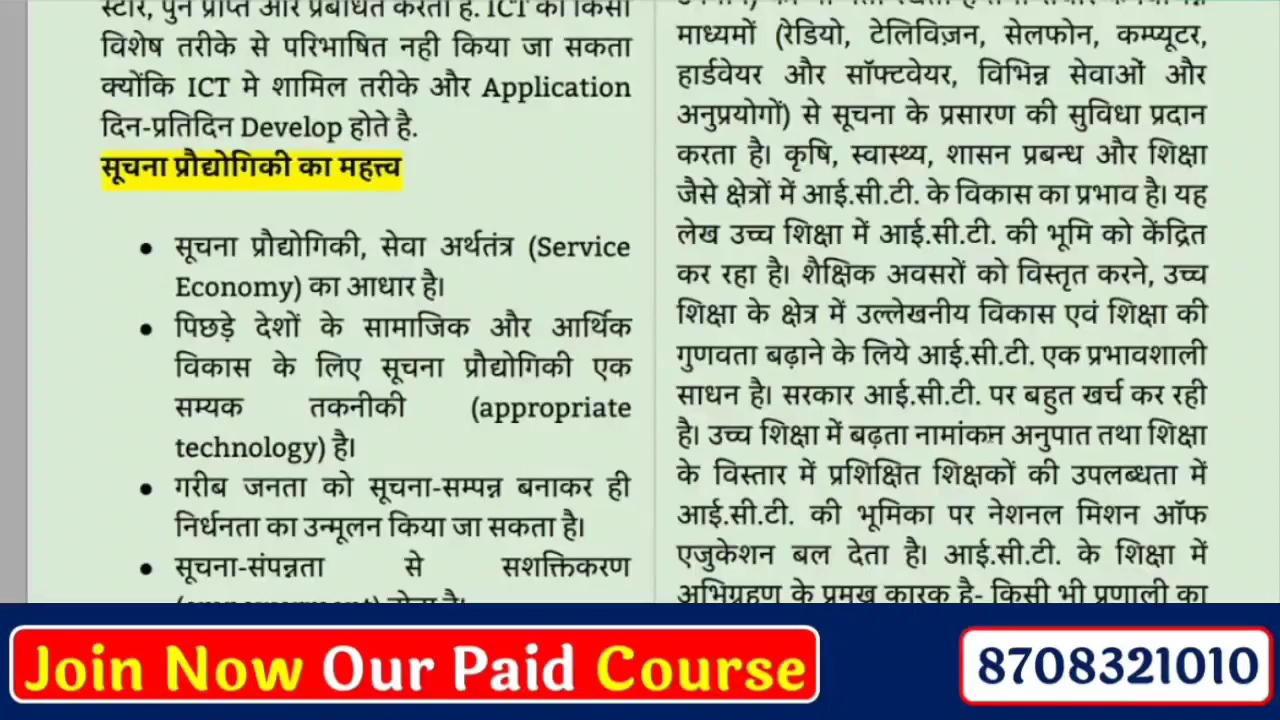 स्टोर, पुन प्राप्त और प्रबंधित करता है. ICT को किसी
विशेष तरीके से परिभाषित नही किया जा सकता
क्योंकि ICT मे शामिल तरीके और Application
दिन-प्रतिदिन Develop होते है.
सूचना प्रौद्योगिकी का महत्त्व
• सूचना प्रौद्योगिकी, सेवा अर्थतंत्र (Service
Economy) का आधार है।
• पिछड़े देशों के सामाजिक और आर्थिक
विकास के लिए सूचना प्रौद्योगिकी एक
सम्यक तकनीकी (appropriate
technology) है।
• गरीब जनता को सूचना-सम्पन्न बनाकर ही
निर्धनता का उन्मूलन किया जा सकता है।
• सूचना-संपन्नता से सशक्तिकरण
(empowerment) होता है।
माध्यमों (रेडियो, टेलिविज़न, सेलफोन, कम्प्यूटर,
हार्डवेयर और सॉफ्टवेयर, विभिन्न सेवाओं और
अनुप्रयोगों) से सूचना के प्रसारण की सुविधा प्रदान
करता है। कृषि, स्वास्थ्य, शासन प्रबन्ध और शिक्षा
जैसे क्षेत्रों में आई.सी.टी. के विकास का प्रभाव है। यह
लेख उच्च शिक्षा में आई.सी.टी. की भूमि को केंद्रित
कर रहा है। शैक्षिक अवसरों को विस्तृत करने, उच्च
शिक्षा के क्षेत्र में उल्लेखनीय विकास एवं शिक्षा की
गुणवता बढ़ाने के लिये आई.सी.टी. एक प्रभावशाली
साधन है। सरकार आई.सी.टी. पर बहुत खर्च कर रही
है। उच्च शिक्षा में बढ़ता नामांकन अनुपात तथा शिक्षा
के विस्तार में प्रशिक्षित शिक्षकों की उपलब्धता में
आई.सी.टी. की भूमिका पर नेशनल मिशन ऑफ
एजुकेशन बल देता है। आई.सी.टी. के शिक्षा में
अभिग्रहण के प्रमुख कारक है- किसी भी प्रणाली का
Join Now Our Paid Course
8708321010